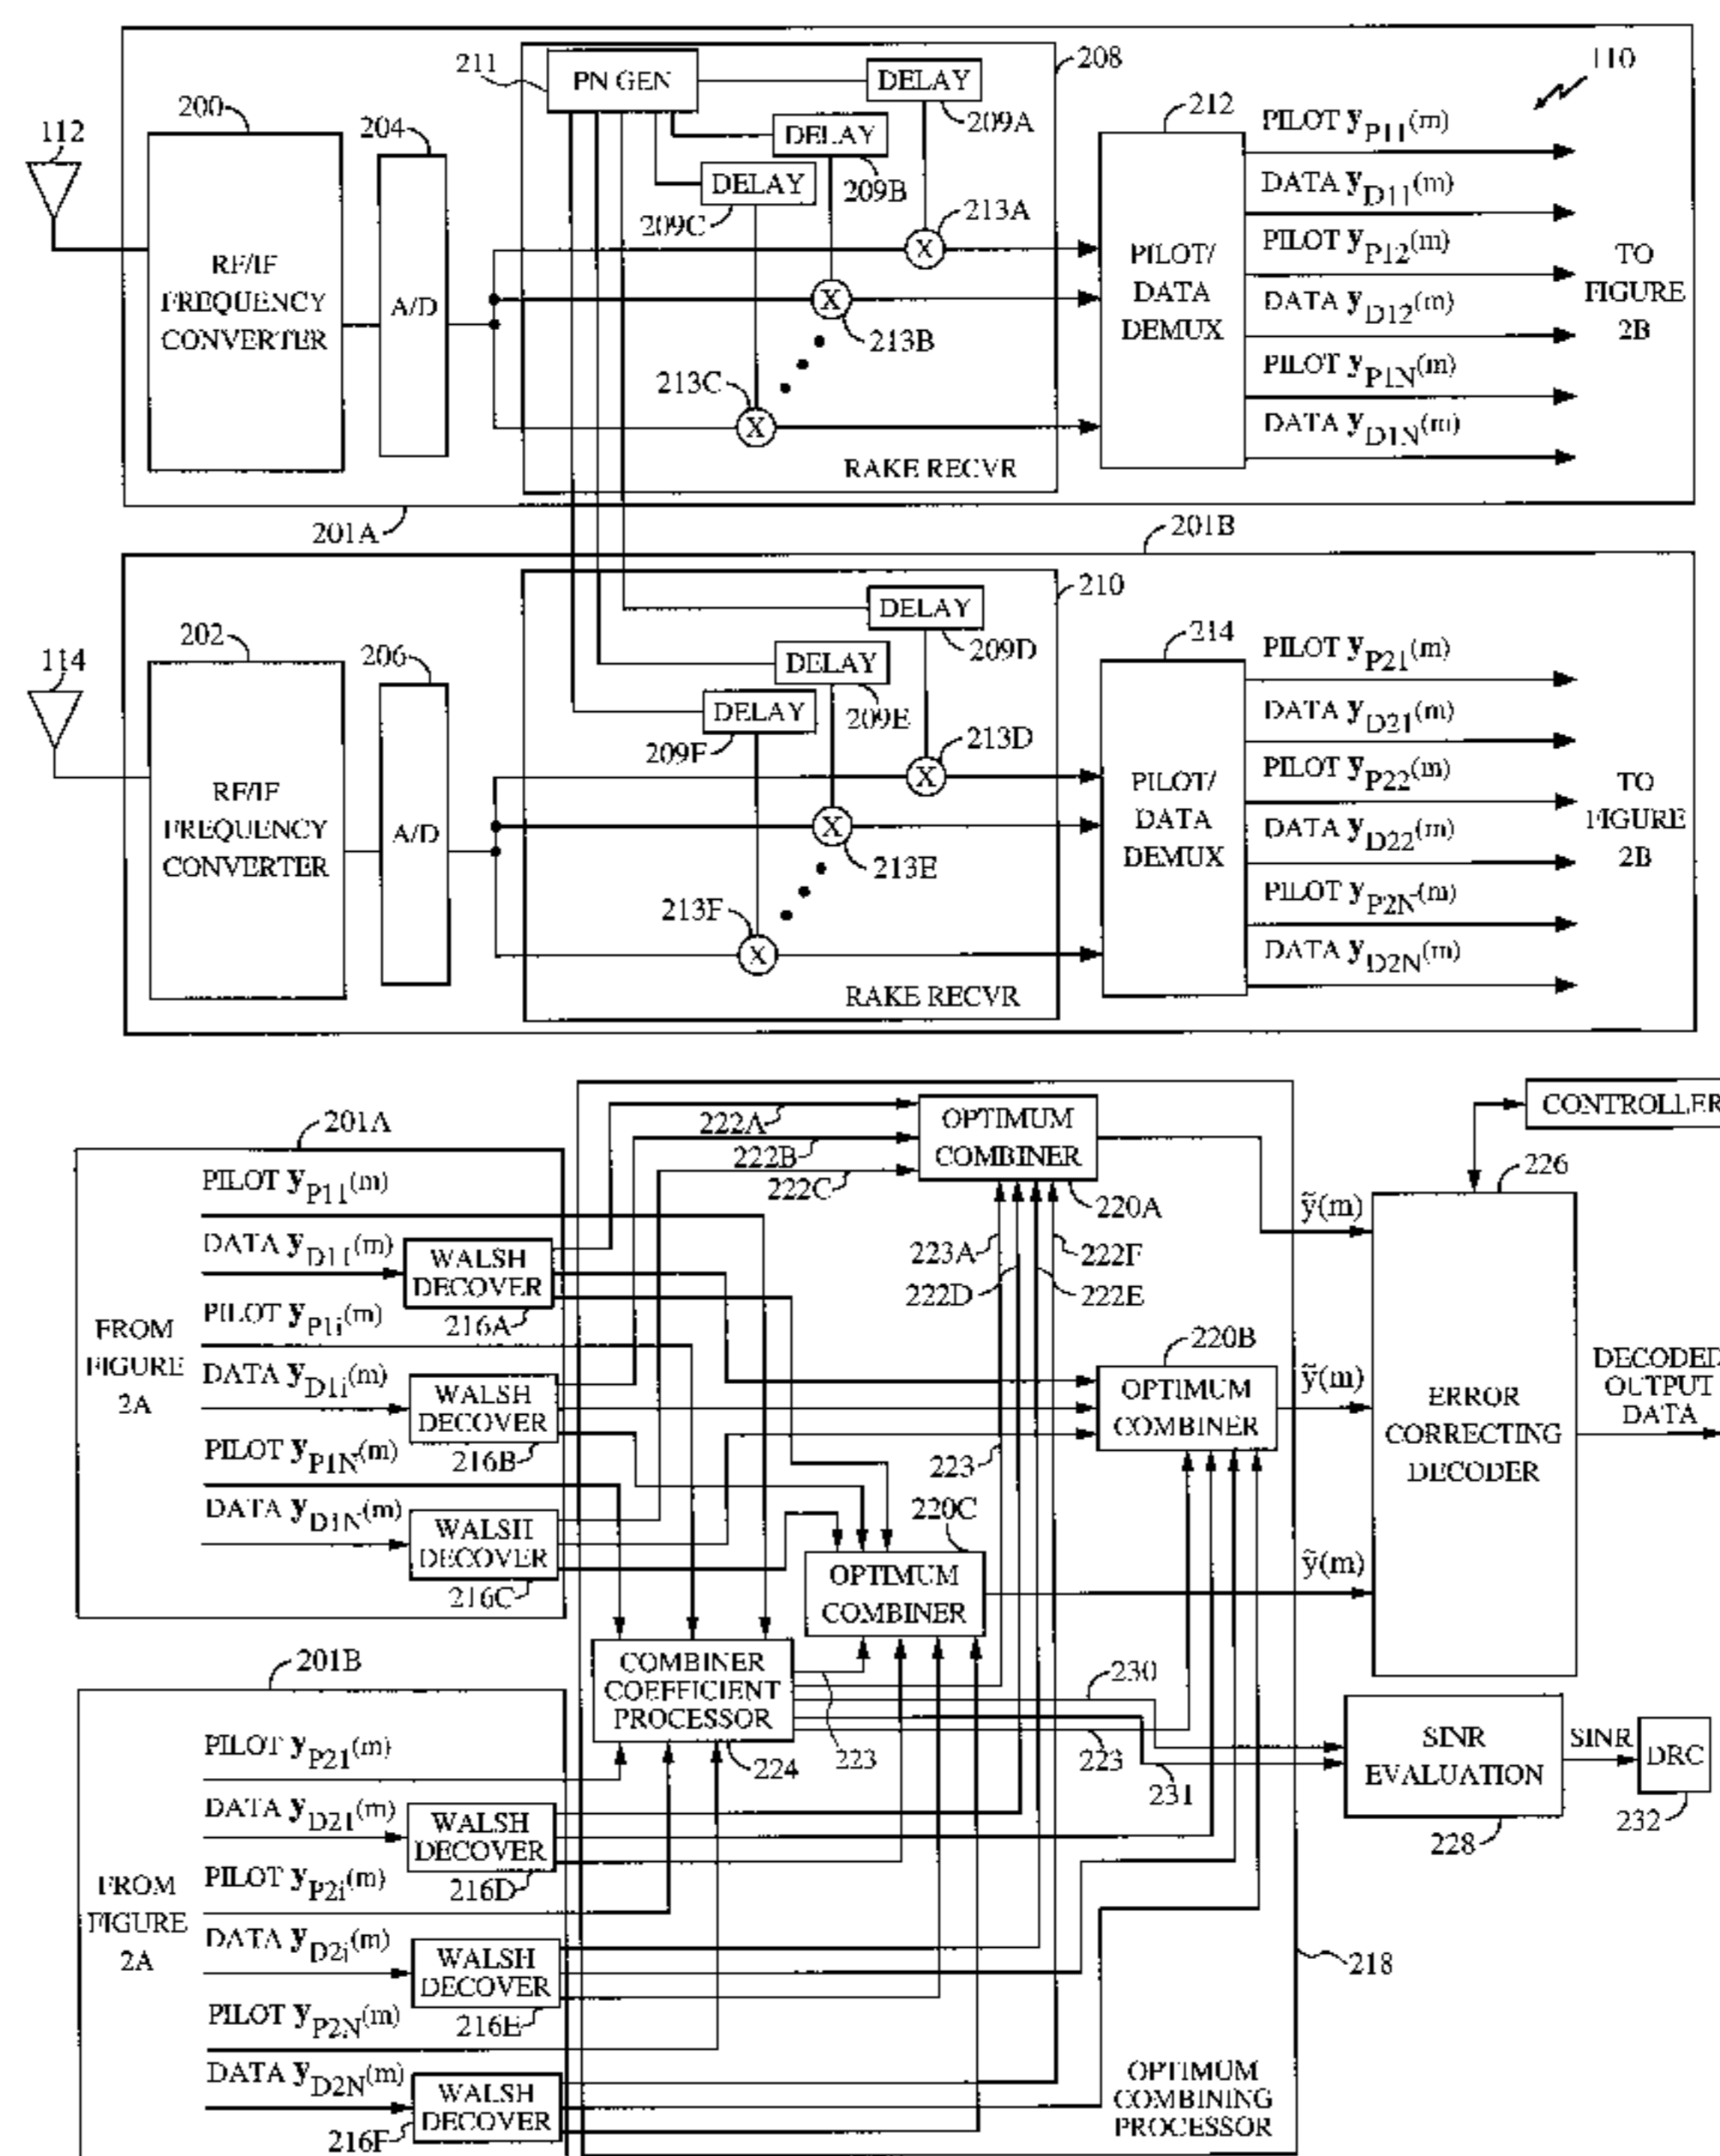 211
PN GEN
DELAY
208
110
200
204
209A
212
PILOT yP11(m)
112
DELAY
DATA yD11(m)
DELAY
209B
209C
213A
PILOT yP12(m)
RF/IF
FREQUENCY
CONVERTER
A/D
X
X
213B
PILOT/
DATA
DEMUX
DATA yD12(m)
TO
FIGURE
2B
PILOT yP1N(m)
213C
X
DATA yD1N(m)
RAKE RECVR
201A
201B
210
DELAY
202
206
209D
214
PILOT yP21(m)
114
DELAY
DELAY
209E
DATA yD21(m)
209F
213D
PILOT yP22(m)
RF/IF
FREQUENCY
CONVERTER
A/D
X
X
213E
PILOT/
DATA
DEMUX
DATA yD22(m)
TO
FIGURE
2B
PILOT yP2N(m)
213F
X
DATA yD2N(m)
RAKE RECVR
201A
222A
222B
222C
OPTIMUM
COMBINER
220A
CONTROLLER
226
PILOT yP11(m)
DATA yD11(m)
WALSH
DECOVER
216A
PILOT yP1i(m)
223A
222F
222D
222E
ỹ(m)
FROM
FIGURE
2A
DATA yD1i(m)
WALSH
DECOVER
216B
220B
OPTIMUM
COMBINER
ỹ(m)
ERROR
CORRECTING
DECODER
DECODED
OUTPUT
DATA
PILOT yP1N(m)
223
DATA yD1N(m)
WALSH
DECOVER
216C
220C
OPTIMUM
COMBINER
ỹ(m)
201B
COMBINER
COEFFICIENT
PROCESSOR
224
223
230
223
231
SINR
EVALUATION
228
SINR
DRC
232
PILOT yP21(m)
DATA yD21(m)
WALSH
DECOVER
216D
PILOT yP2i(m)
FROM
FIGURE
2A
DATA yD2i(m)
WALSH
DECOVER
216E
218
PILOT yP2N(m)
DATA yD2N(m)
WALSH
DECOVER
216F
OPTIMUM
COMBINING
PROCESSOR